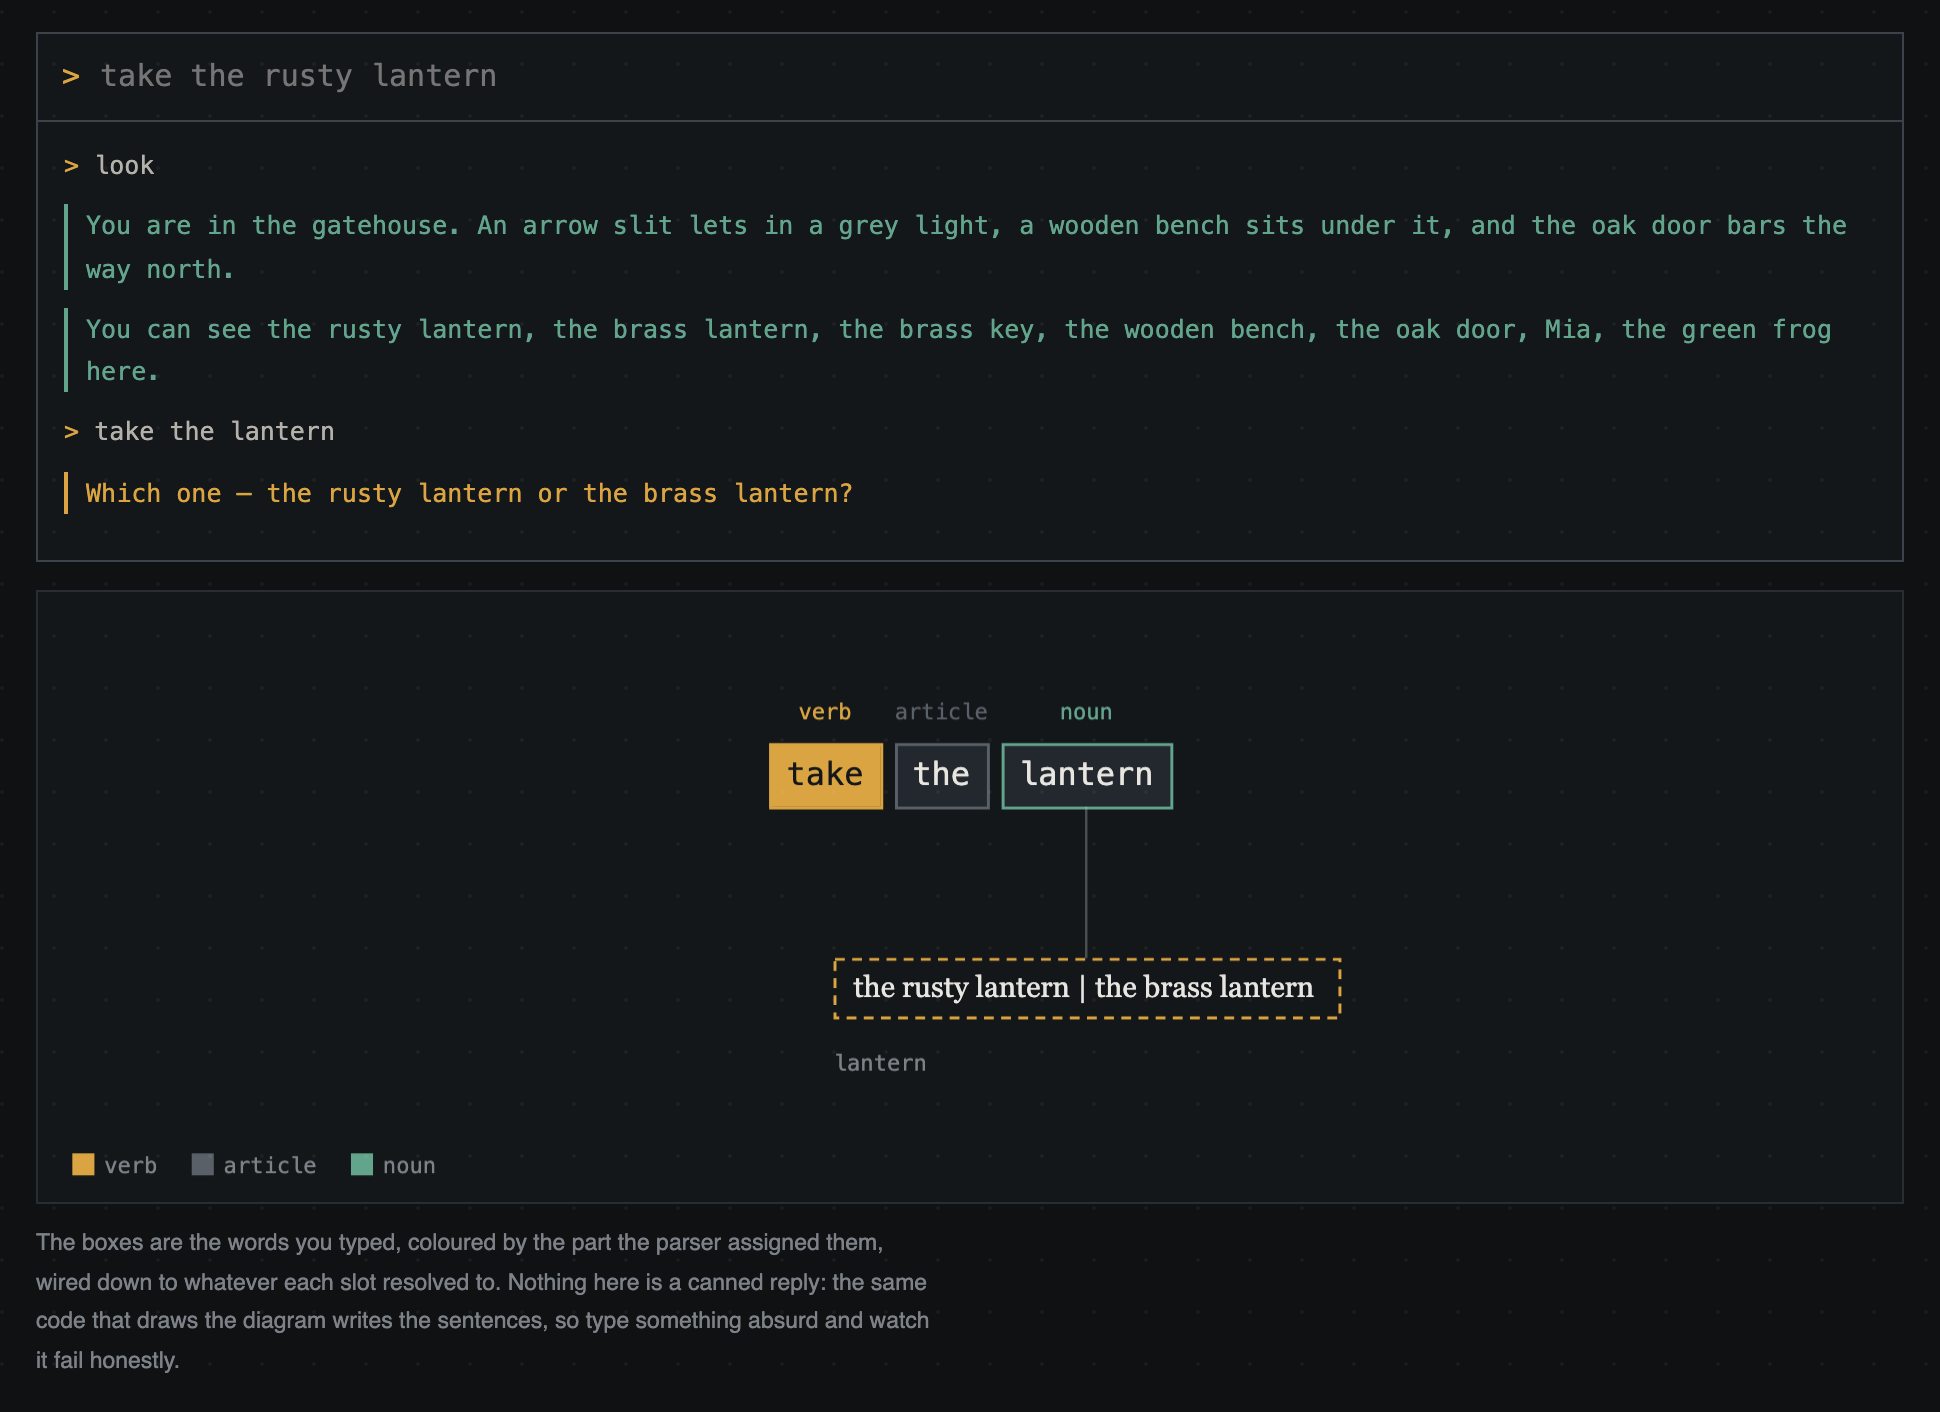 > take the rusty lantern
> look
You are in the gatehouse. An arrow slit lets in a grey light, a wooden bench sits under it, and the oak door bars the
way north.
You can see the rusty lantern, the brass lantern, the brass key, the wooden bench, the oak door, Mia, the green frog
here.
> take the lantern
Which one — the rusty lantern or the brass lantern?
verb article noun
take the lantern
the rusty lantern | the brass lantern
lantern
verb article noun
The boxes are the words you typed, coloured by the part the parser assigned them,
wired down to whatever each slot resolved to. Nothing here is a canned reply: the same
code that draws the diagram writes the sentences, so type something absurd and watch
it fail honestly.